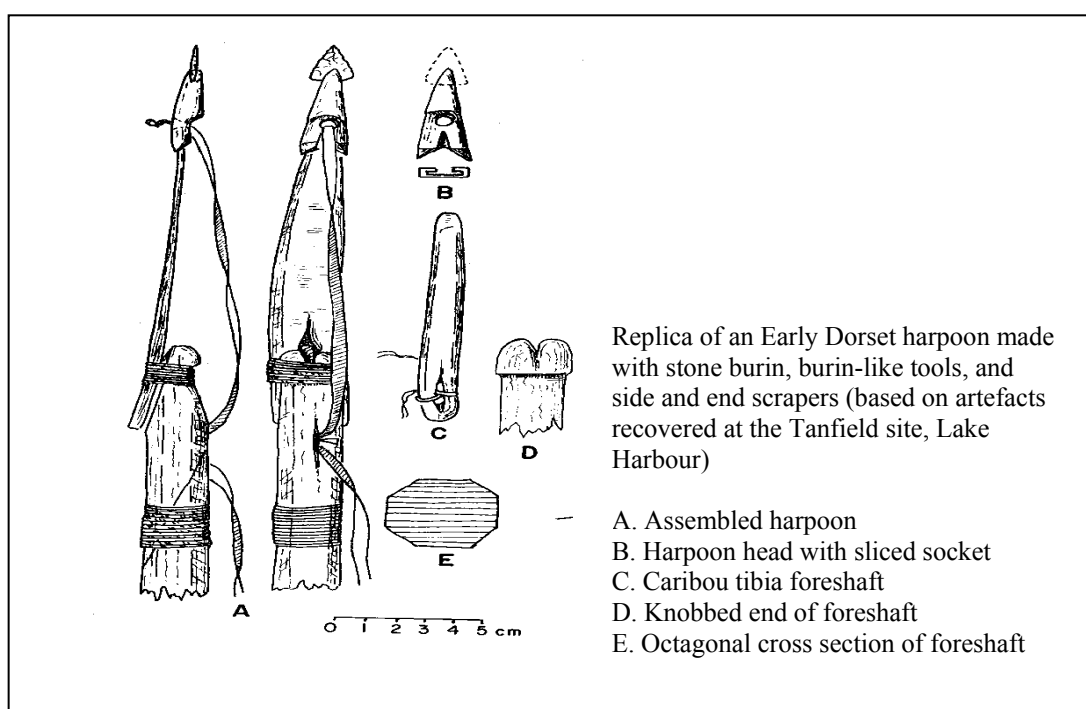 B
C
D
E
A
0 1 2 3 4 5 cm
Replica of an Early Dorset harpoon made
with stone burin, burin-like tools, and
side and end scrapers (based on artefacts
recovered at the Tanfield site, Lake
Harbour)
A. Assembled harpoon
B. Harpoon head with sliced socket
C. Caribou tibia foreshaft
D. Knobbed end of foreshaft
E. Octagonal cross section of foreshaft